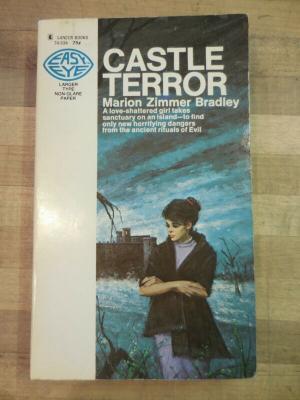 LANCER BOOKS
75¢
EASY
EYE
LARGER
TYPE
NON-GLARE
PAPER
CASTLE
TERROR
Marion Zimmer Bradley
A love-shattered girl takes
sanctuary on an island—to find
only new horrifying dangers
from the ancient rituals of Evil